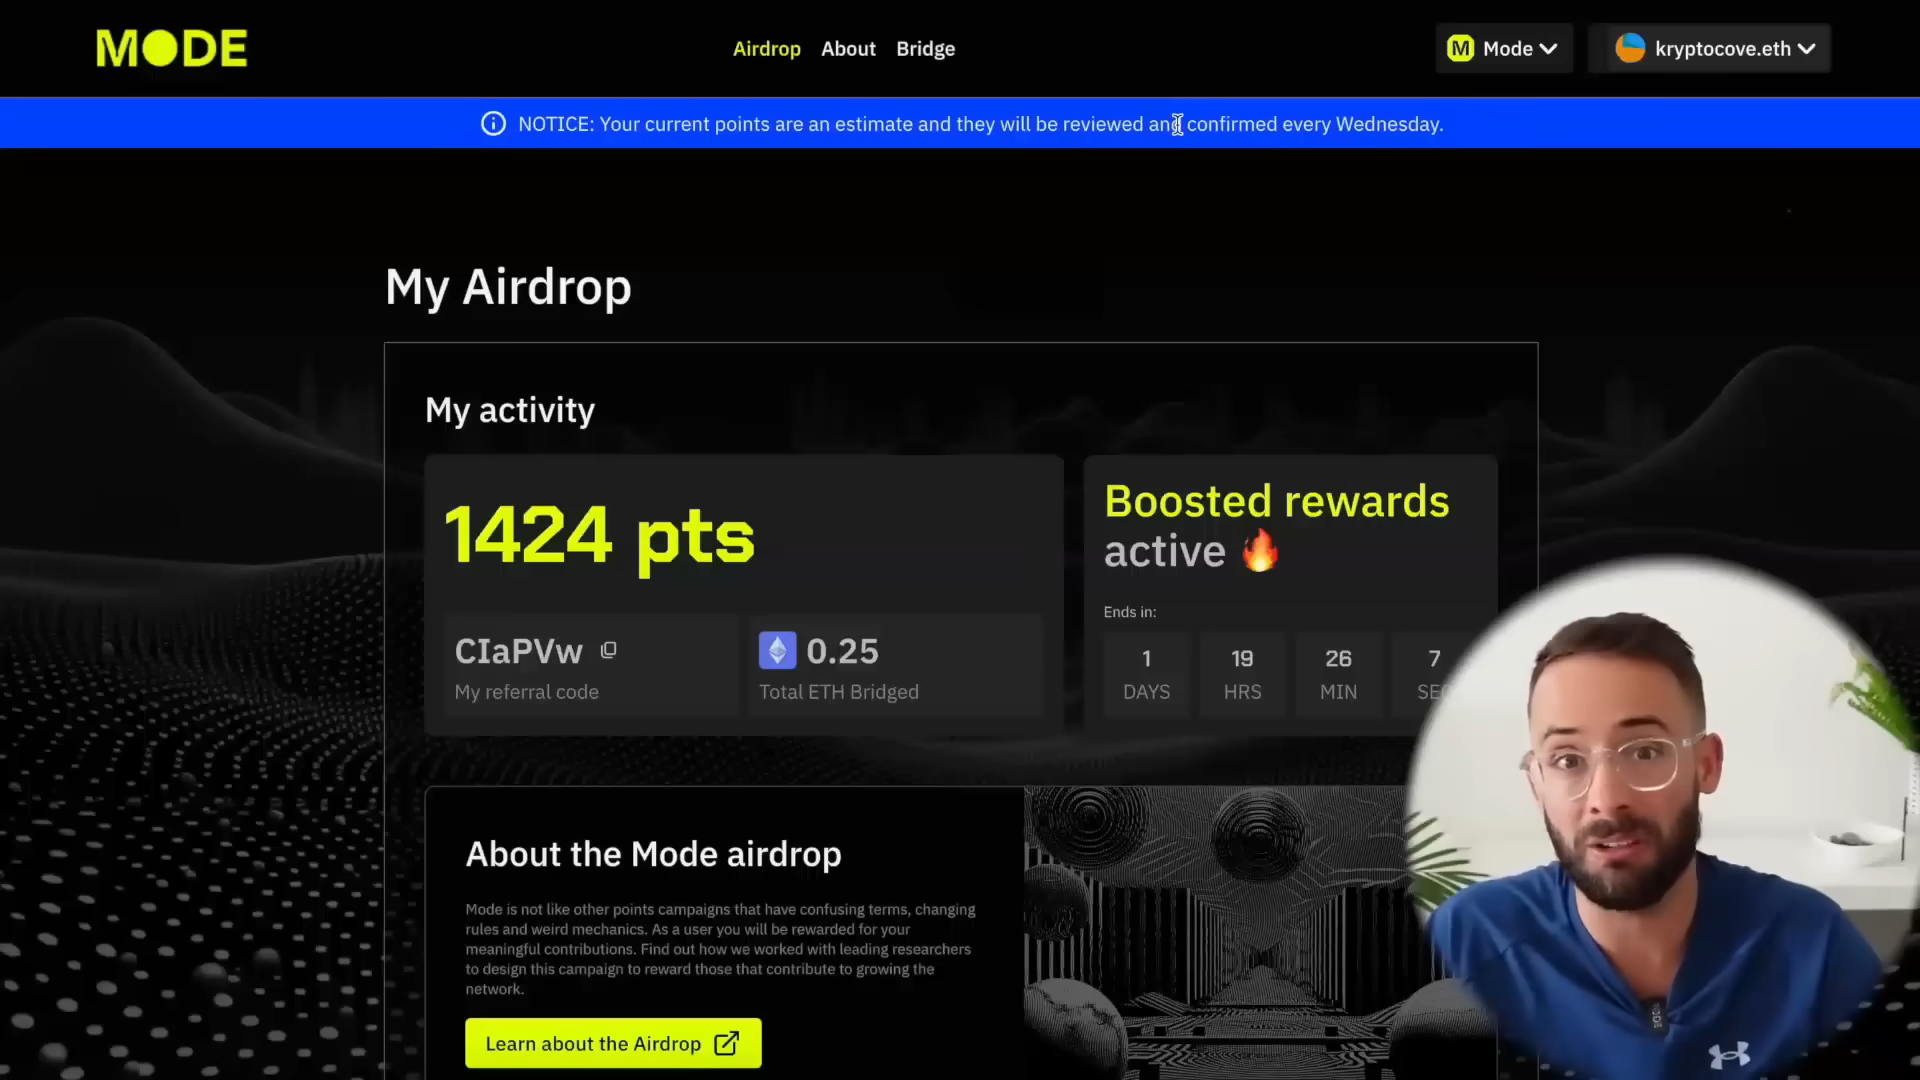 MODE
Airdrop About Bridge
M Mode
kryptocove.eth
NOTICE: Your current points are an estimate and they will be reviewed and confirmed every Wednesday.
My Airdrop
My activity
1424 pts
CIaPVw
My referral code
0.25
Total ETH Bridged
Boosted rewards
active
Ends in:
1 19 26 7
DAYS HRS MIN SEC
About the Mode airdrop
Mode is not like other points campaigns that have confusing terms, changing
rules and weird mechanics. As a user you will be rewarded for your
meaningful contributions. Find out how we worked with leading researchers
to design this campaign to reward those that contribute to growing the
network.
Learn about the Airdrop